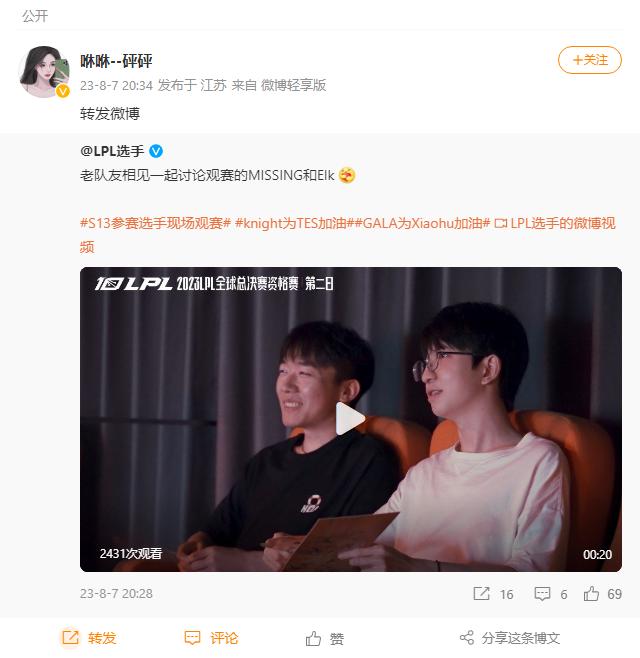 公开
咻咻--砰砰
+关注
23-8-7 20:34 发布于 江苏 来自 微博轻享版
转发微博
@LPL选手
老队友相见一起讨论观赛的MISSING和Elk
#S13参赛选手现场观赛# #knight为TES加油##GALA为Xiaohu加油# LPL选手的微博视
频
10 LPL 2023LPL全球总决赛资格赛 第二日
2431次观看
00:20
23-8-7 20:28
16
6
69
转发
评论
赞
分享这条博文